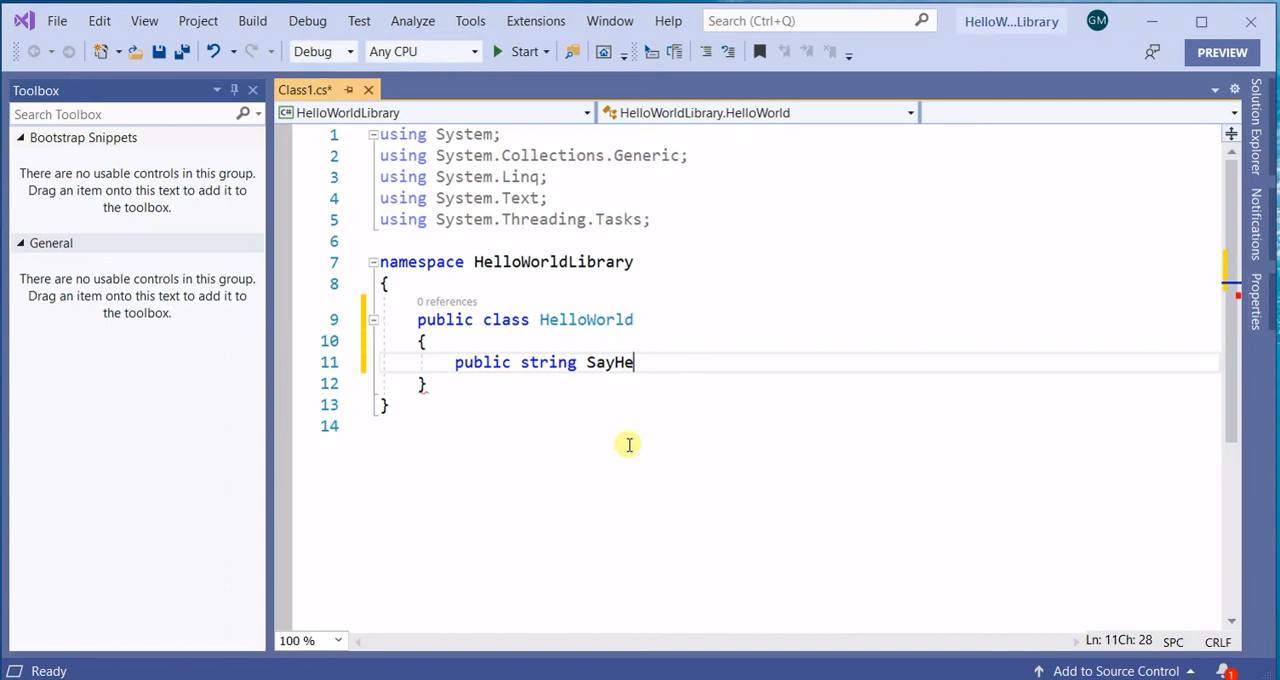 File Edit View Project Build Debug Test Analyze Tools Extensions Window Help Search (Ctrl+Q) HelloW...Library GM
Debug Any CPU Start PREVIEW
Toolbox
Search Toolbox
Bootstrap Snippets
There are no usable controls in this group.
Drag an item onto this text to add it to
the toolbox.
General
There are no usable controls in this group.
Drag an item onto this text to add it to
the toolbox.
Class1.cs*
C# HelloWorldLibrary HelloWorldLibrary.HelloWorld
1 using System;
2 using System.Collections.Generic;
3 using System.Linq;
4 using System.Text;
5 using System.Threading.Tasks;
6
7 namespace HelloWorldLibrary
8 {
0 references
9 public class HelloWorld
10 {
11 public string SayHe
12 }
13 }
14
100 % Ln: 11 Ch: 28 SPC CRLF
Solution Explorer
Notifications
Properties
Ready Add to Source Control 1